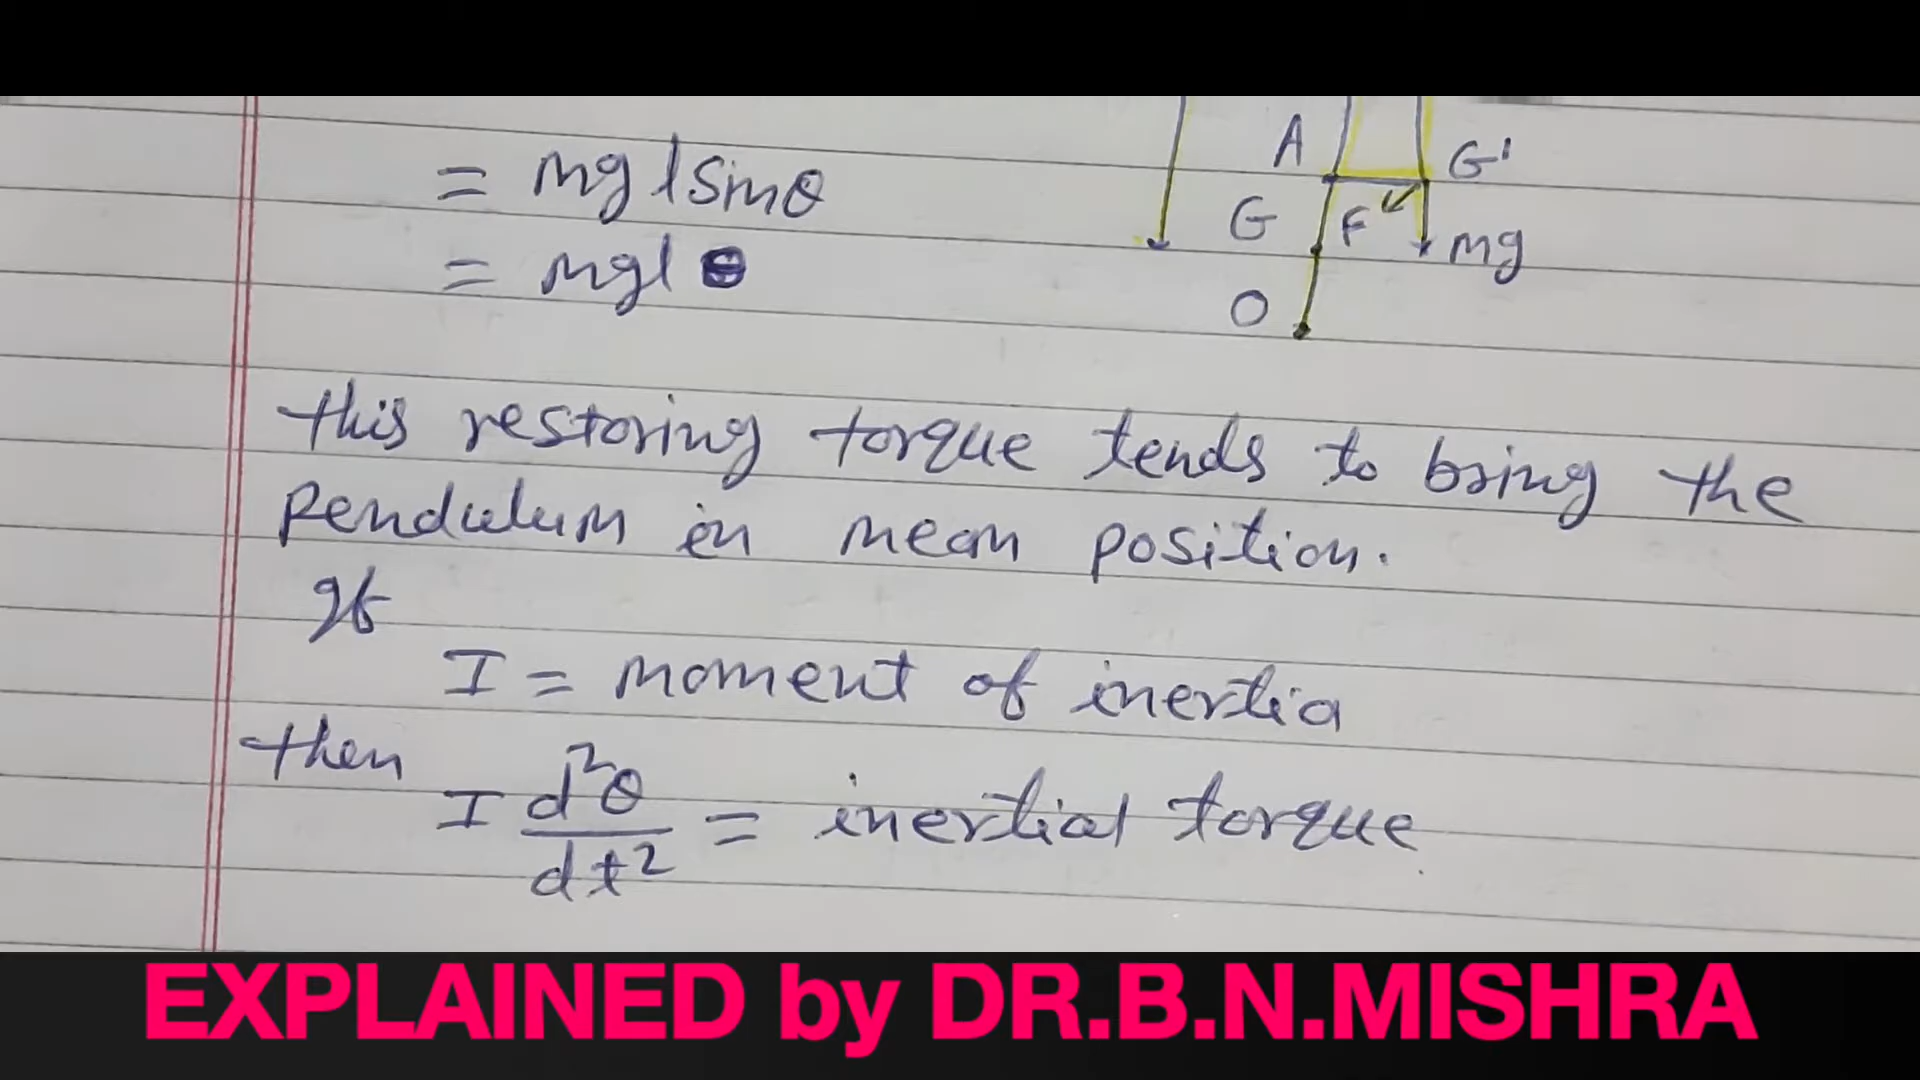 = mg l sinθ
= mgl θ
A
G'
G
F
mg
O
this restoring torque tends to bring the
Pendulum in mean position.
If
I = moment of inertia
then
I d²θ/dt² = inertial torque
EXPLAINED by DR.B.N.MISHRA